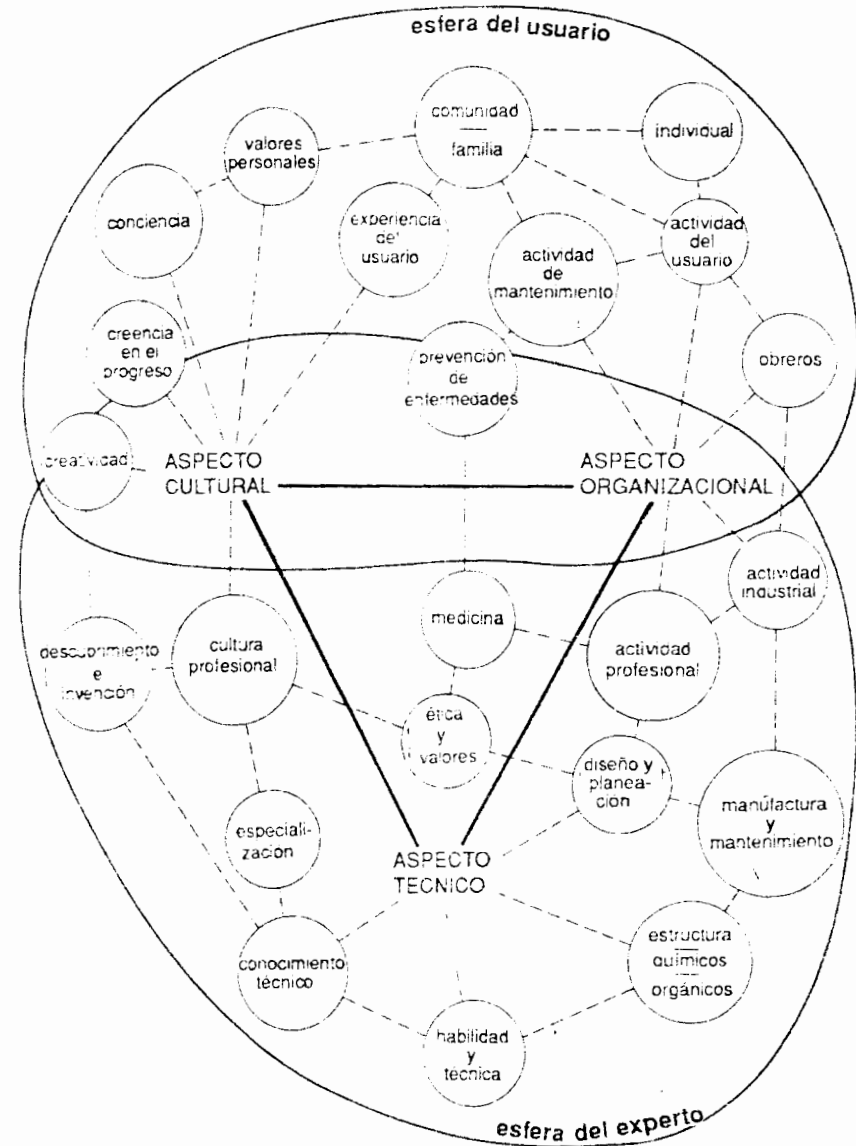 esfera del usuario
comunidad
familia
individual
valores
personales
conciencia
experiencia
de'
usuario
actividad
de
mantenimiento
actividad
del
usuario
creencia
en el
progreso
prevención
de
enfermedades
obreros
creatividad
ASPECTO
CULTURAL
ASPECTO
ORGANIZACIONAL
actividad
industrial
medicina
descubrimiento
e
invención
cultura
profesional
actividad
profesional
ética
y
valores
diseño y
planea-
ción
manufactura
y
mantenimiento
especiali-
zación
ASPECTO
TECNICO
conocimiento
técnico
estructura
químicos
orgánicos
habilidad
y
técnica
esfera del experto